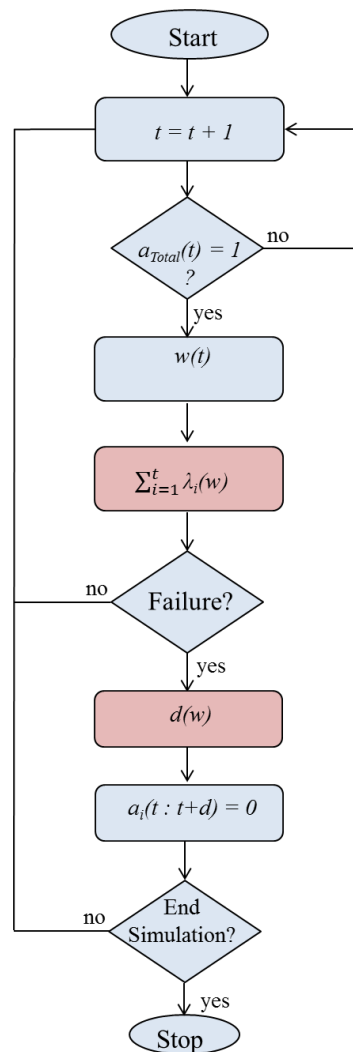 Start
t = t + 1
a_Total(t) = 1
?
no
yes
w(t)
∑_{i=1}^{t} λ_i(w)
no
Failure?
yes
d(w)
a_i(t : t+d) = 0
no
End
Simulation?
yes
Stop